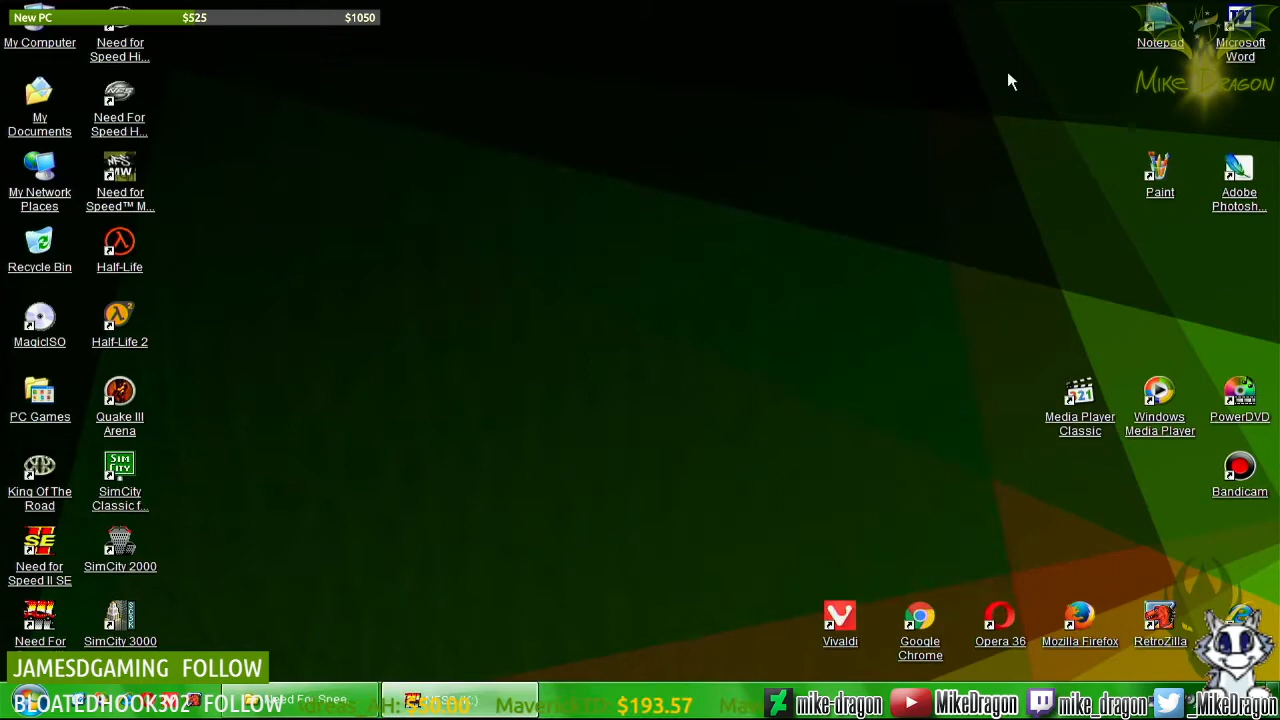 New PC $525 $1050
My Computer
Need for
Speed Hi...
Notepad
Microsoft
Word
Mike Dragon
My
Documents
Need For
Speed H...
My Network
Places
Need for
Speed™ M...
Paint
Adobe
Photosh...
Recycle Bin
Half-Life
MagicISO
Half-Life 2
PC Games
Quake III
Arena
Media Player
Classic
Windows
Media Player
PowerDVD
King Of The
Road
SimCity
Classic f...
Bandicam
Need for
Speed II SE
SimCity 2000
Need For
SimCity 3000
Vivaldi
Google
Chrome
Opera 36
Mozilla Firefox
RetroZilla
JAMESDGAMING FOLLOW
BLOATEDHOOK302 FOLLOW
Need For Spee...
$193.57
mike-dragon
MikeDragon
mike_dragon
2MikeDragon